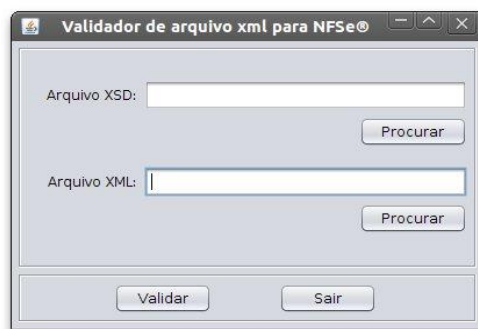 Validador de arquivo xml para NFSe®
Arquivo XSD:
Procurar
Arquivo XML:
Procurar
Validar Sair